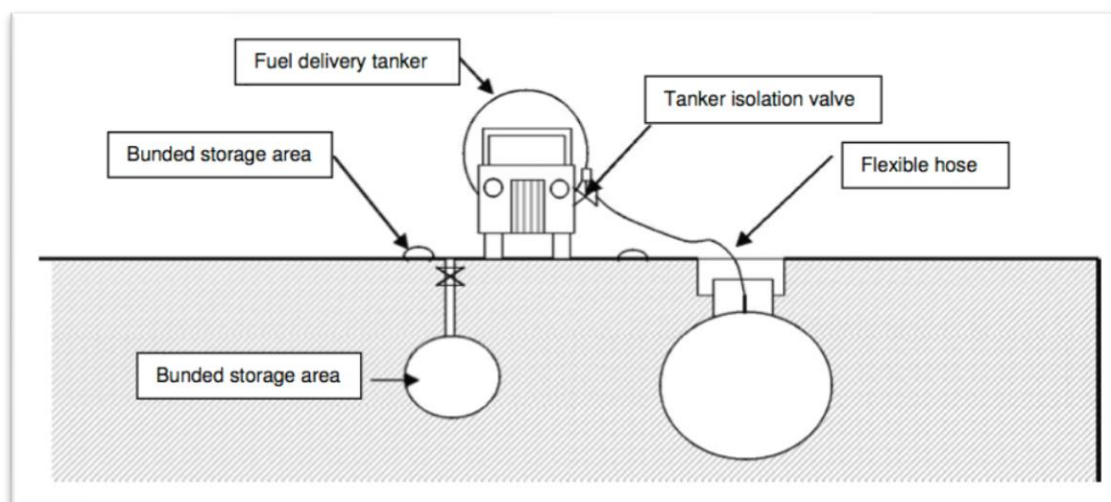 Fuel delivery tanker
Tanker isolation valve
Bunded storage area
Flexible hose
Bunded storage area